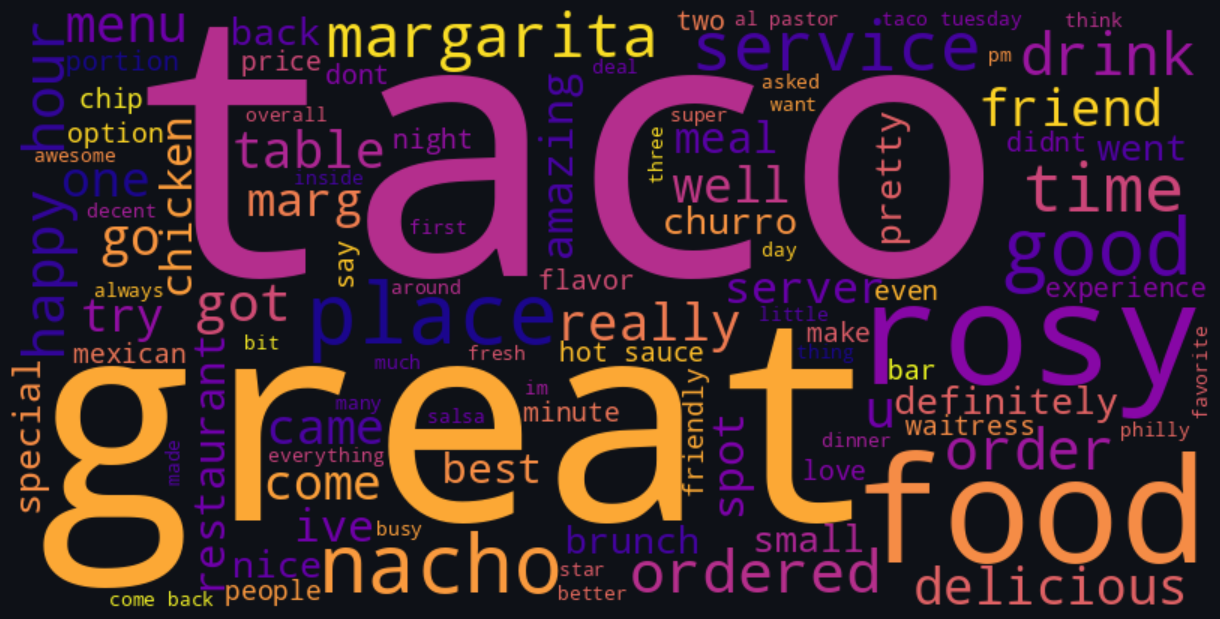 menu
back
margarita
two
al pastor
taco tuesday
think
portion
price
dont
deal
service
pm
drink
hour
chip
taco
amazing
asked
want
friend
option
overall
super
awesome
table
night
three
meal
pretty
didnt
went
one
inside
chicken
marg
well
time
decent
go
first
churro
happy
say
day
good
always
around
flavor
server
even
experience
try
got
place
really
little
make
rosy
bit
mexican
much
fresh
hot sauce
thing
bar
favorite
special
restaurant
great
im
many
salsa
minute
friendly
u
definitely
came
waitress
philly
made
everything
spot
dinner
order
come
best
love
food
ive
busy
brunch
small
nice
nacho
star
ordered
delicious
come back
people
better